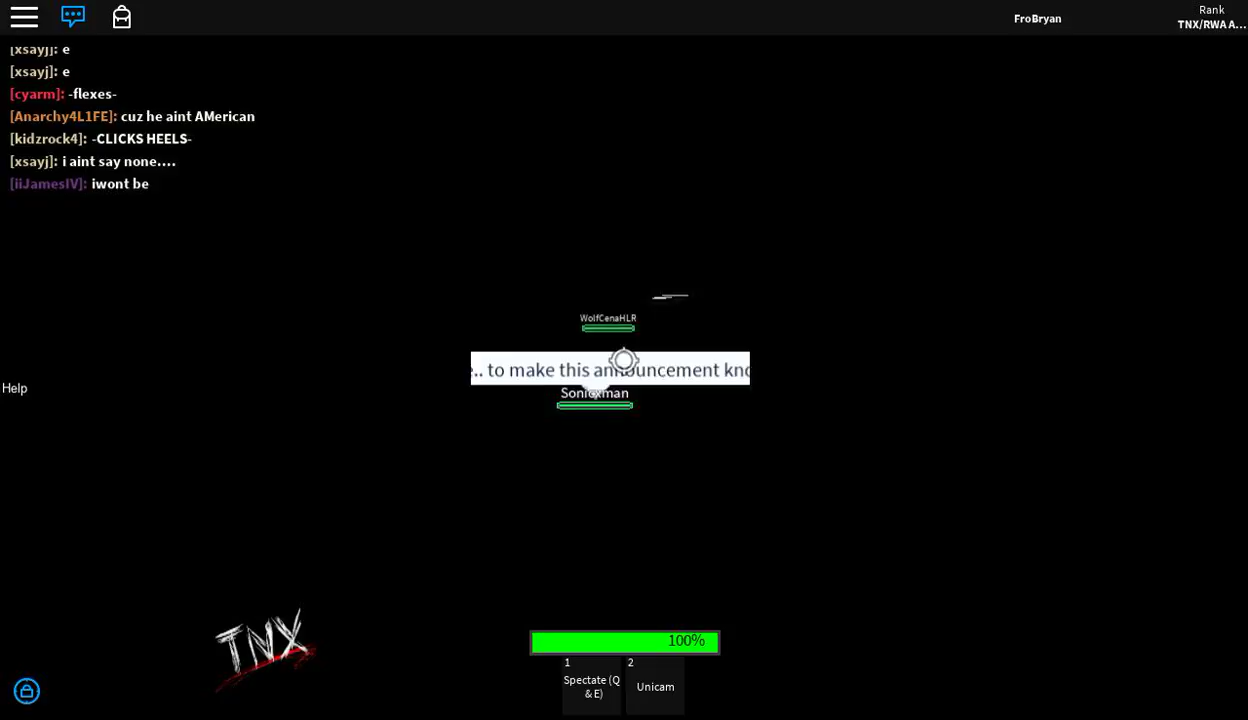 FroBryan
Rank
TNX/RWA A...
[xsayj]: e
[xsayj]: e
[cyarm]: -flexes-
[Anarchy4L1FE]: cuz he aint AMerican
[kidzrock4]: -CLICKS HEELS-
[xsayj]: i aint say none....
[iiJamesIV]: iwont be
WolfCenaHLR
.. to make this announcement kno
Sonicxman
Help
TNX
100%
1
Spectate (Q
& E)
2
Unicam